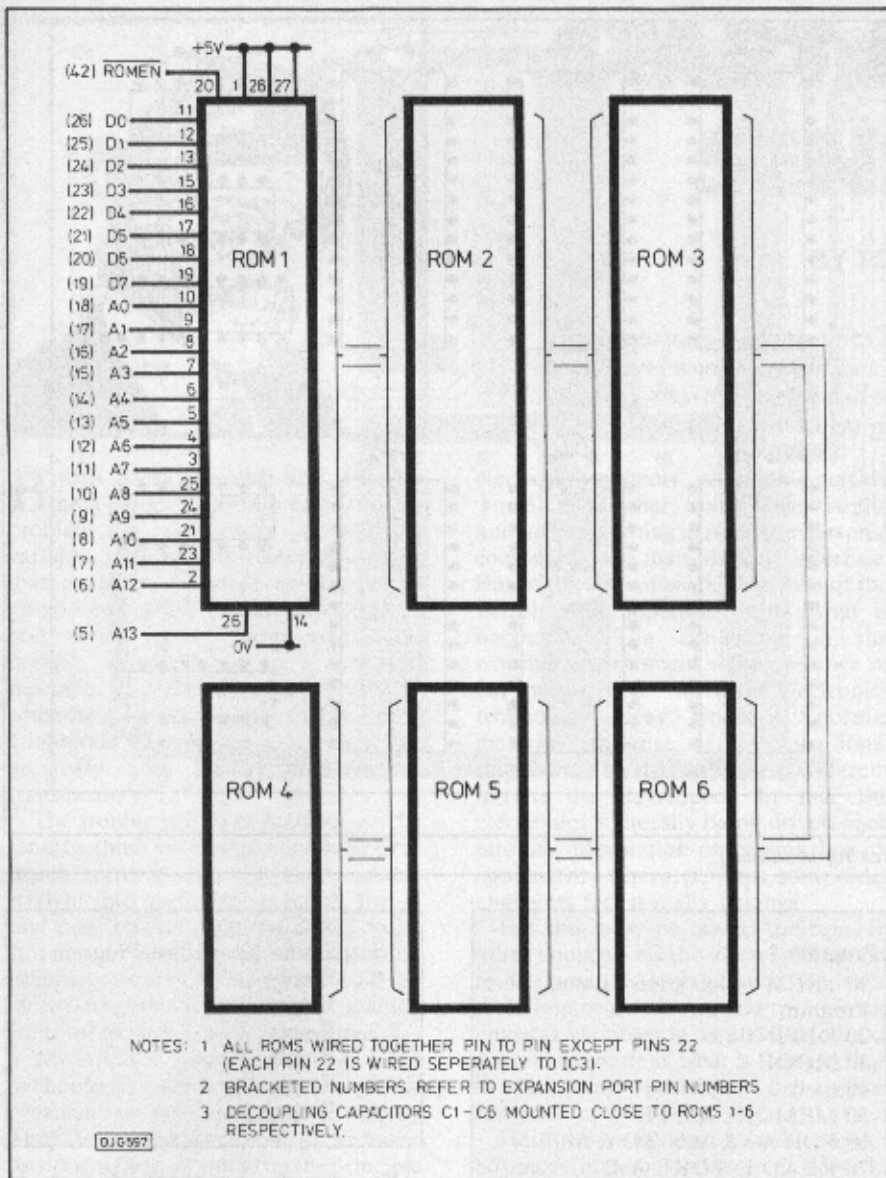 +5V
(42) ROMEN
20 1 28 27
(26) D0 11
(25) D1 12
(24) D2 13
(23) D3 15
(22) D4 16
(21) D5 17
(20) D6 18
(19) D7 19
(18) A0 10
(17) A1 9
(16) A2 8
(15) A3 7
(14) A4 6
(13) A5 5
(12) A6 4
(11) A7 3
(10) A8 25
(9) A9 24
(8) A10 21
(7) A11 23
(6) A12 2
(5) A13 26
0V 14
ROM 1
ROM 2
ROM 3
ROM 4
ROM 5
ROM 6
NOTES: 1 ALL ROMS WIRED TOGETHER PIN TO PIN EXCEPT PINS 22
(EACH PIN 22 IS WIRED SEPERATELY TO IC3).
2 BRACKETED NUMBERS REFER TO EXPANSION PORT PIN NUMBERS
3 DECOUPLING CAPACITORS C1-C6 MOUNTED CLOSE TO ROMS 1-6
RESPECTIVELY.
OJG597